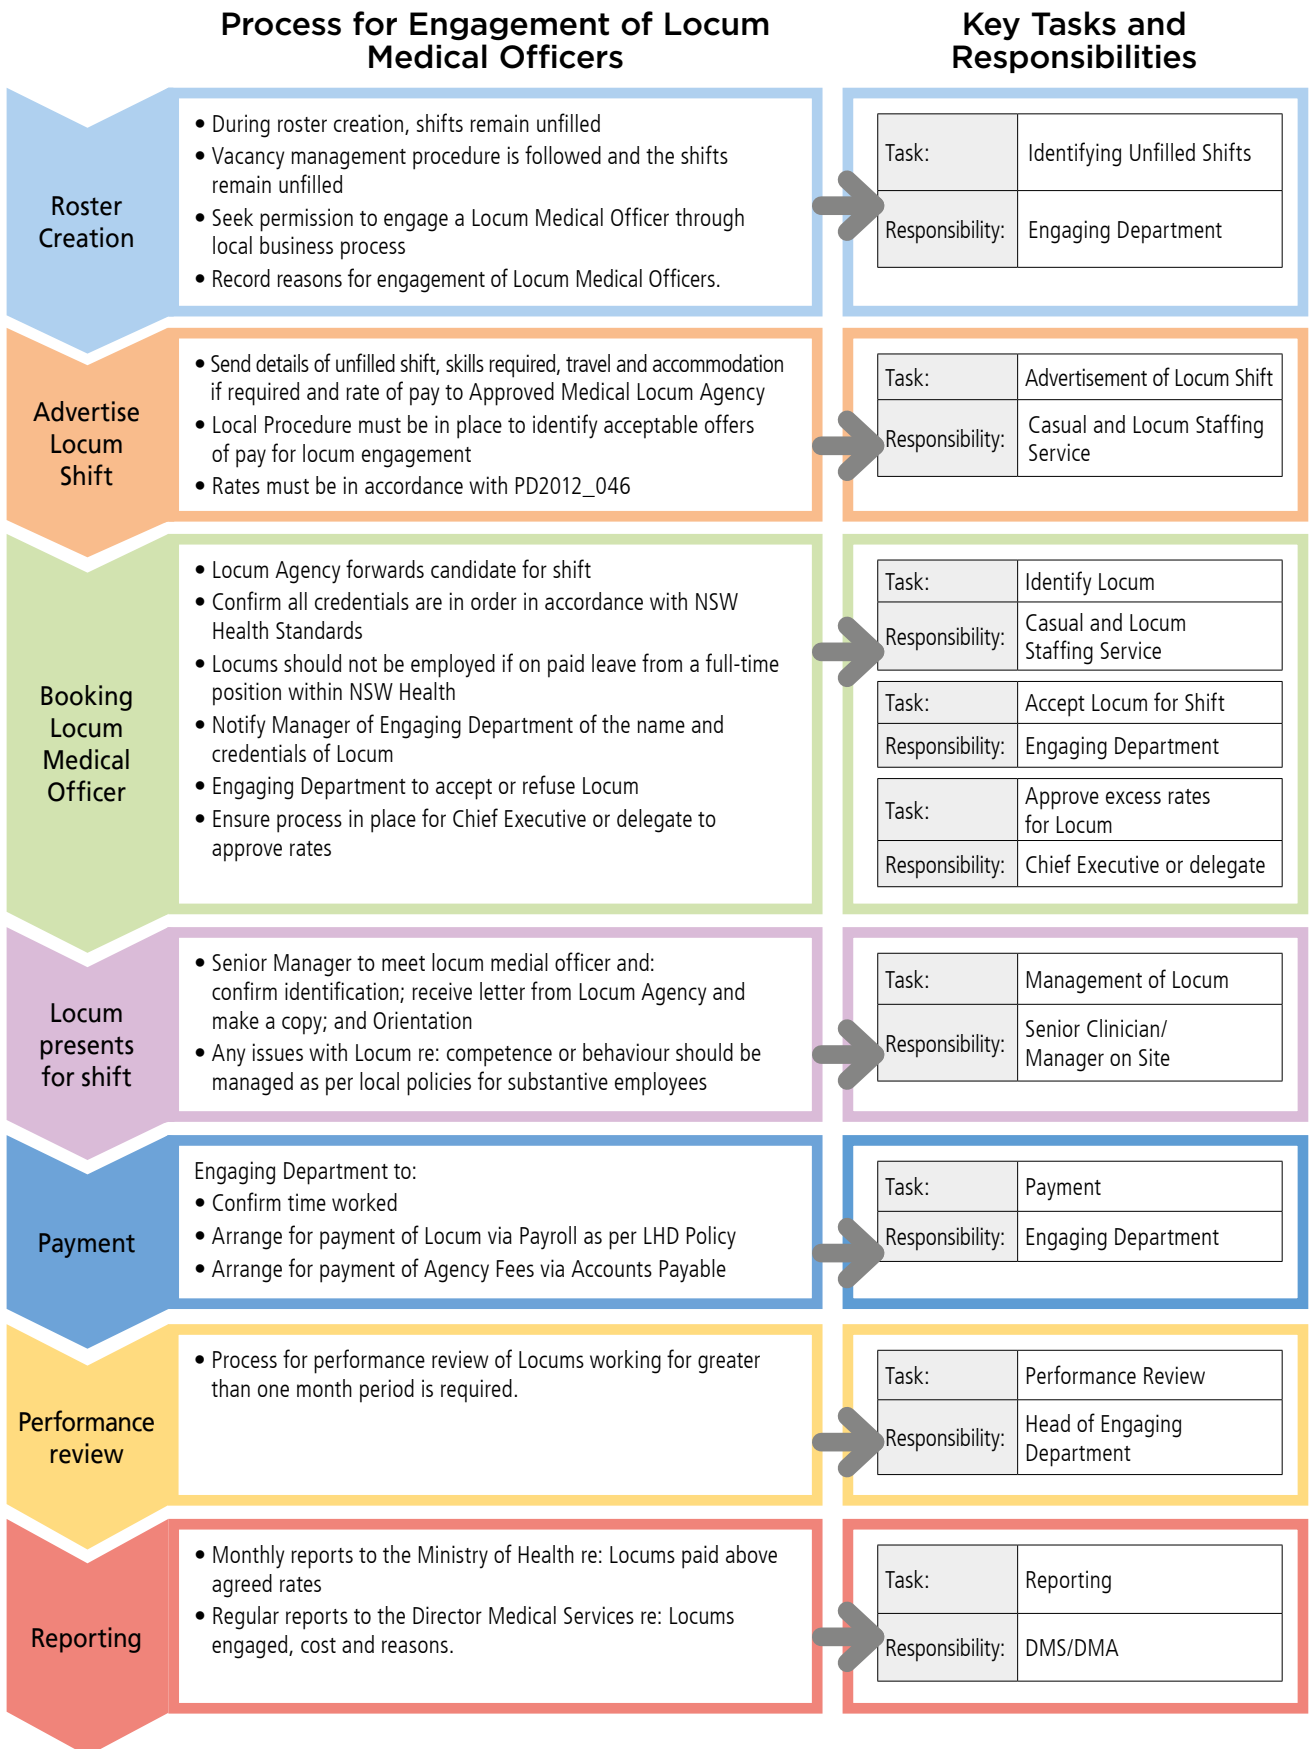 Process for Engagement of Locum
Medical Officers
Key Tasks and
Responsibilities
Roster
Creation
• During roster creation, shifts remain unfilled
• Vacancy management procedure is followed and the shifts
remain unfilled
• Seek permission to engage a Locum Medical Officer through
local business process
• Record reasons for engagement of Locum Medical Officers.
Task: Identifying Unfilled Shifts
Responsibility: Engaging Department
Advertise
Locum
Shift
• Send details of unfilled shift, skills required, travel and accommodation
if required and rate of pay to Approved Medical Locum Agency
• Local Procedure must be in place to identify acceptable offers
of pay for locum engagement
• Rates must be in accordance with PD2012_046
Task: Advertisement of Locum Shift
Responsibility: Casual and Locum Staffing
Service
Booking
Locum
Medical
Officer
• Locum Agency forwards candidate for shift
• Confirm all credentials are in order in accordance with NSW
Health Standards
• Locums should not be employed if on paid leave from a full-time
position within NSW Health
• Notify Manager of Engaging Department of the name and
credentials of Locum
• Engaging Department to accept or refuse Locum
• Ensure process in place for Chief Executive or delegate to
approve rates
Task: Identify Locum
Responsibility: Casual and Locum
Staffing Service
Task: Accept Locum for Shift
Responsibility: Engaging Department
Task: Approve excess rates
for Locum
Responsibility: Chief Executive or delegate
Locum
presents
for shift
• Senior Manager to meet locum medial officer and:
confirm identification; receive letter from Locum Agency and
make a copy; and Orientation
• Any issues with Locum re: competence or behaviour should be
managed as per local policies for substantive employees
Task: Management of Locum
Responsibility: Senior Clinician/
Manager on Site
Payment
Engaging Department to:
• Confirm time worked
• Arrange for payment of Locum via Payroll as per LHD Policy
• Arrange for payment of Agency Fees via Accounts Payable
Task: Payment
Responsibility: Engaging Department
Performance
review
• Process for performance review of Locums working for greater
than one month period is required.
Task: Performance Review
Responsibility: Head of Engaging
Department
Reporting
• Monthly reports to the Ministry of Health re: Locums paid above
agreed rates
• Regular reports to the Director Medical Services re: Locums
engaged, cost and reasons.
Task: Reporting
Responsibility: DMS/DMA